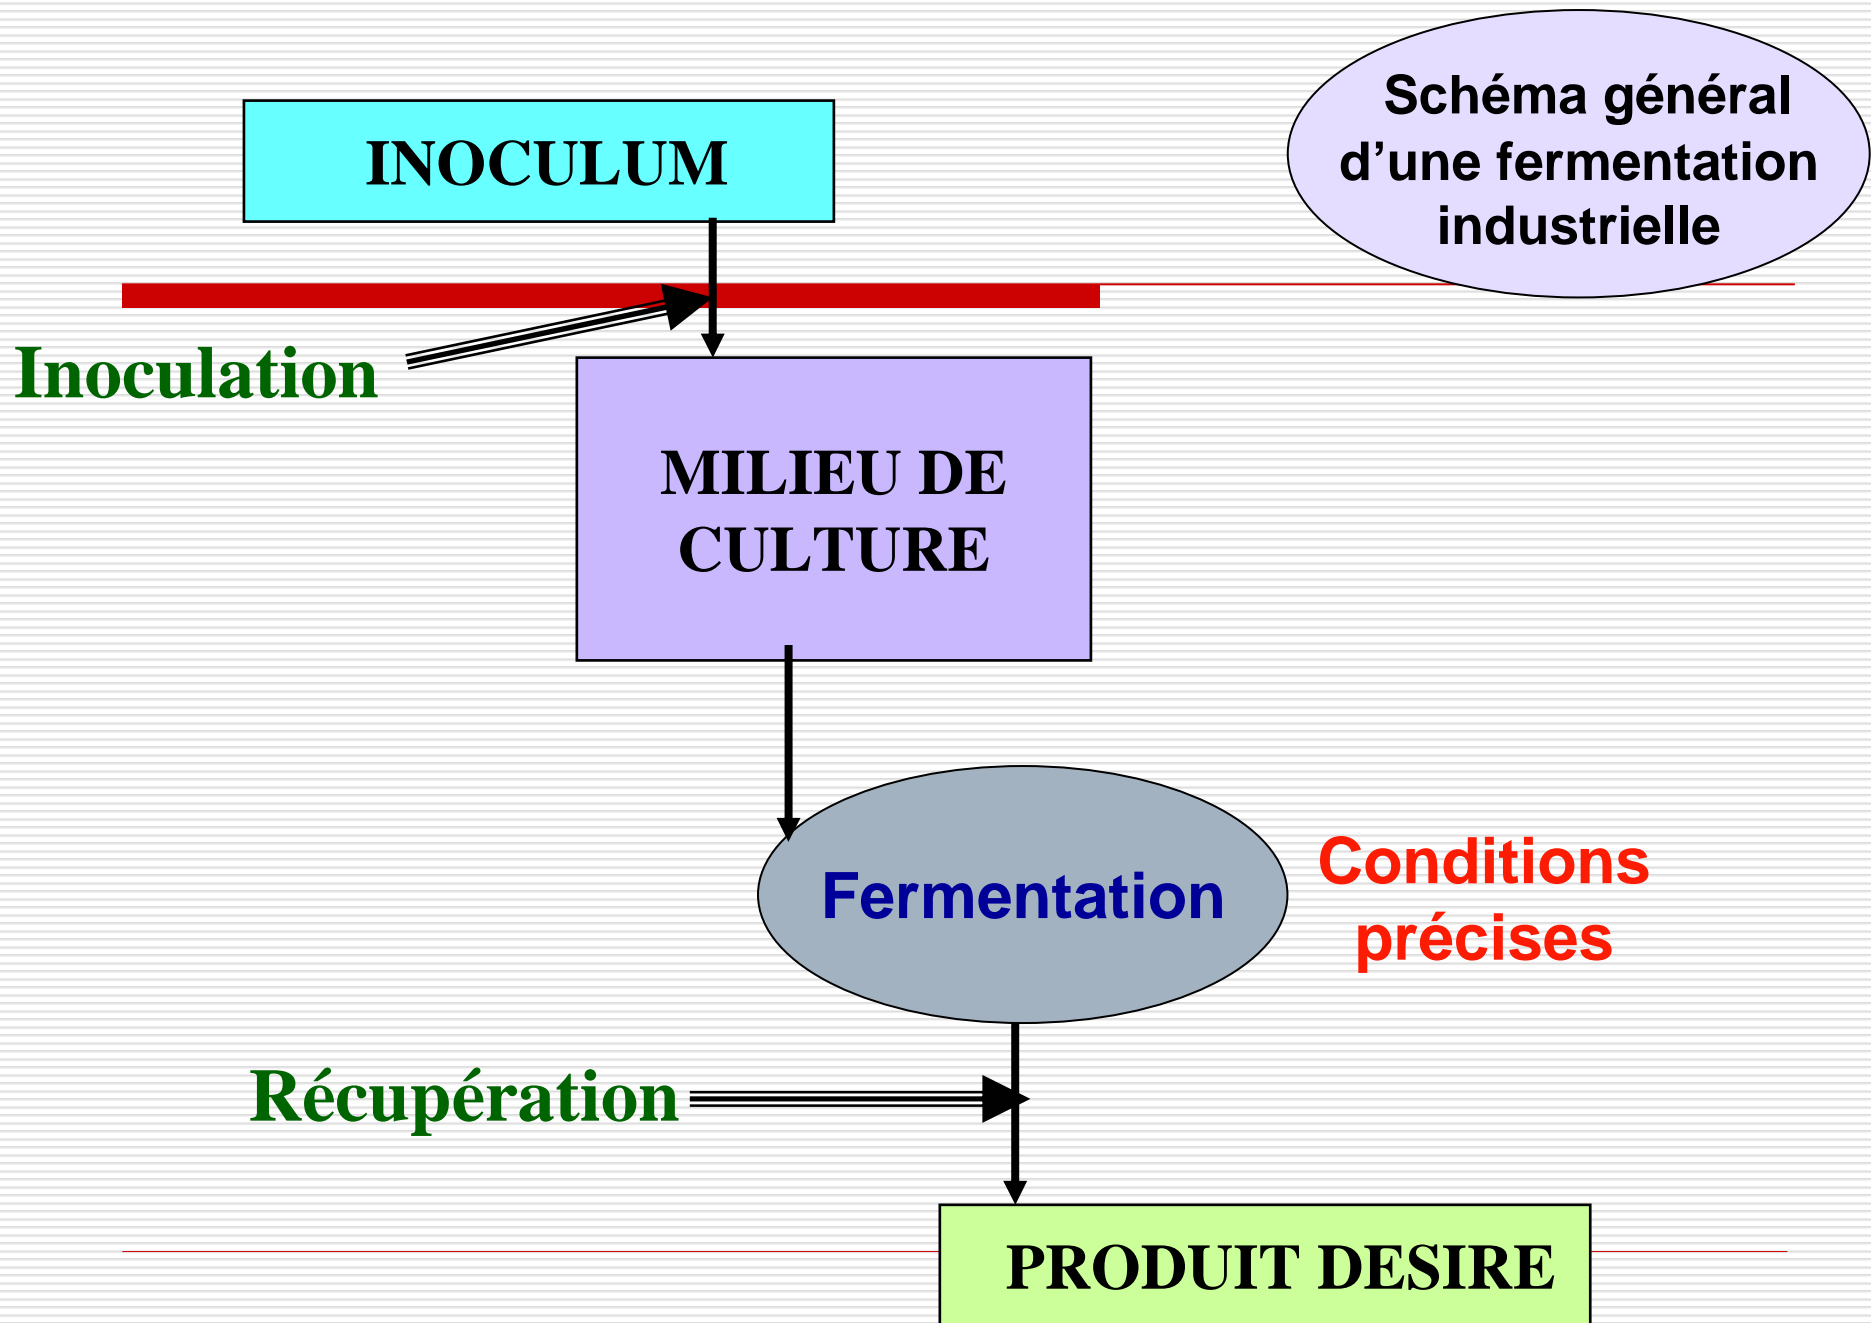 Schéma général
d’une fermentation
industrielle
INOCULUM
Inoculation
MILIEU DE
CULTURE
Fermentation
Conditions
précises
Récupération
PRODUIT DESIRE